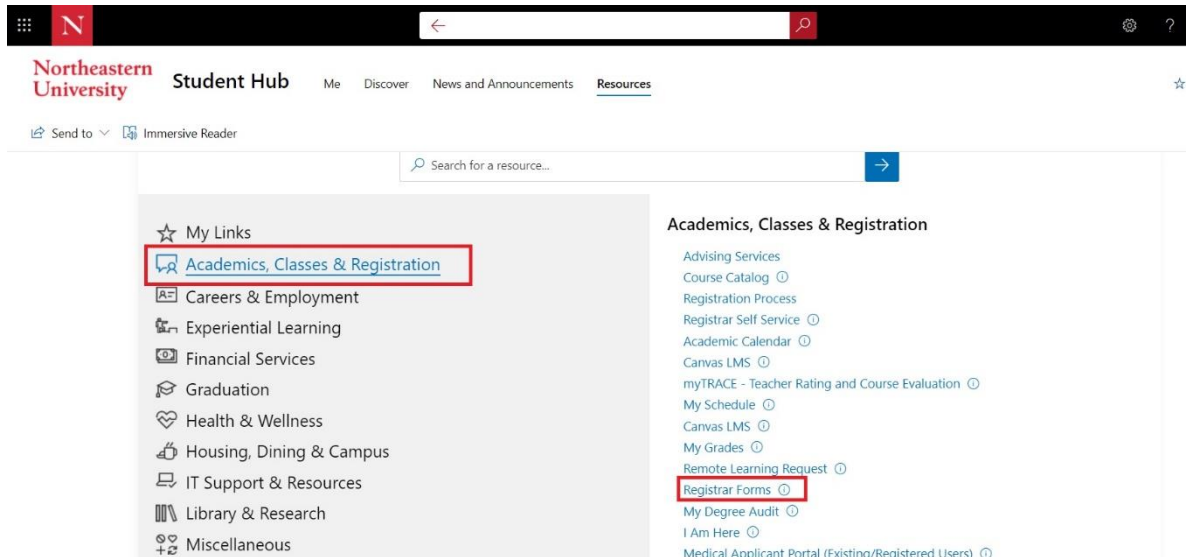 N
?
Northeastern
University
Student Hub
Me
Discover
News and Announcements
Resources
Send to
Immersive Reader
Search for a resource...
My Links
Academics, Classes & Registration
Careers & Employment
Experiential Learning
Financial Services
Graduation
Health & Wellness
Housing, Dining & Campus
IT Support & Resources
Library & Research
Miscellaneous
Academics, Classes & Registration
Advising Services
Course Catalog
Registration Process
Registrar Self Service
Academic Calendar
Canvas LMS
myTRACE - Teacher Rating and Course Evaluation
My Schedule
Canvas LMS
My Grades
Remote Learning Request
Registrar Forms
My Degree Audit
I Am Here
Medical Applicant Portal (Existing/Registered Users)